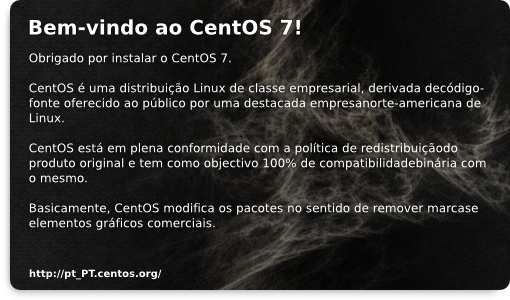 Bem-vindo ao CentOS 7!
Obrigado por instalar o CentOS 7.
CentOS é uma distribuição Linux de classe empresarial, derivada decódigo-
fonte oferecido ao público por uma destacada empresanorte-americana de
Linux.
CentOS está em plena conformidade com a política de redistribuiçãodo
produto original e tem como objectivo 100% de compatibilidadebinária com
o mesmo.
Basicamente, CentOS modifica os pacotes no sentido de remover marcase
elementos gráficos comerciais.
http://pt_PT.centos.org/